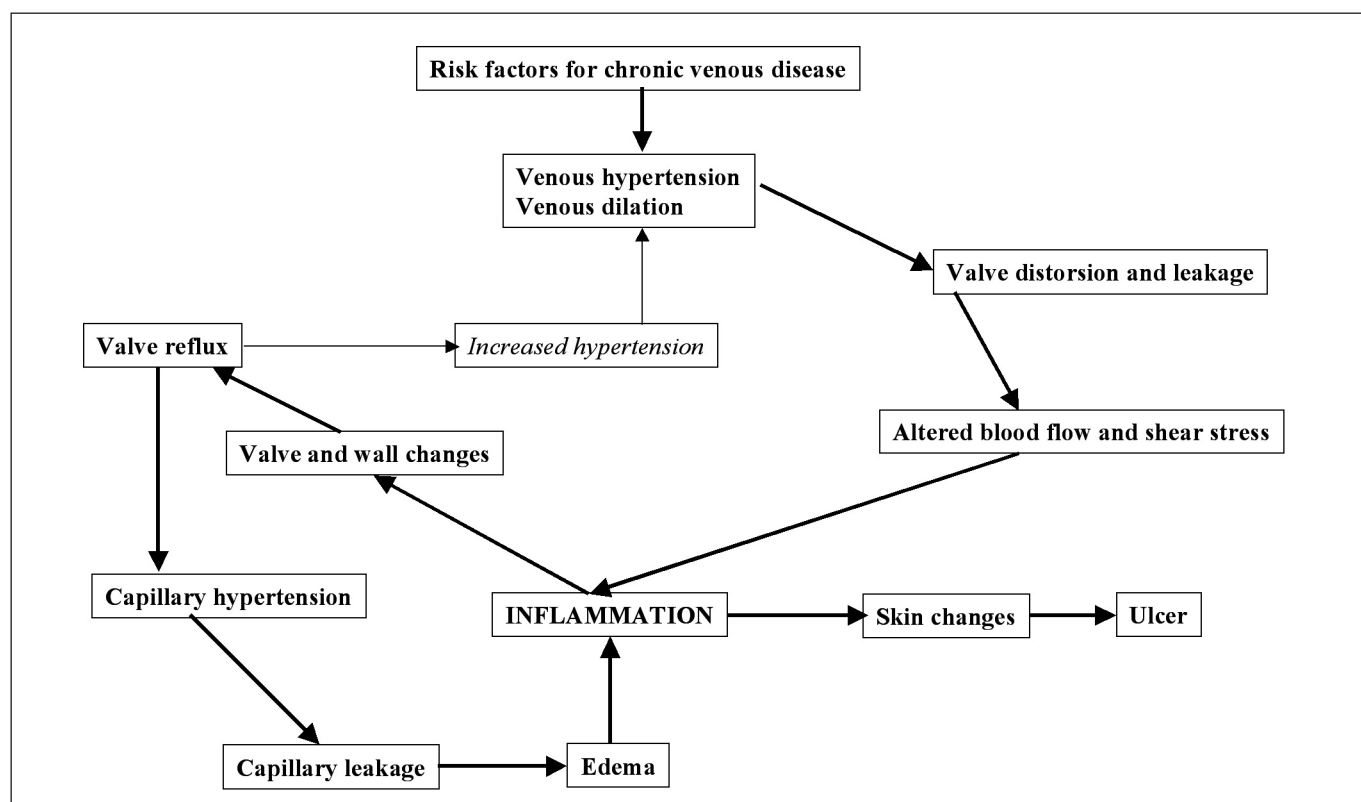 Risk factors for chronic venous disease
Venous hypertension
Venous dilation
Valve distorsion and leakage
Valve reflux
Increased hypertension
Altered blood flow and shear stress
Valve and wall changes
Capillary hypertension
INFLAMMATION
Skin changes
Ulcer
Capillary leakage
Edema